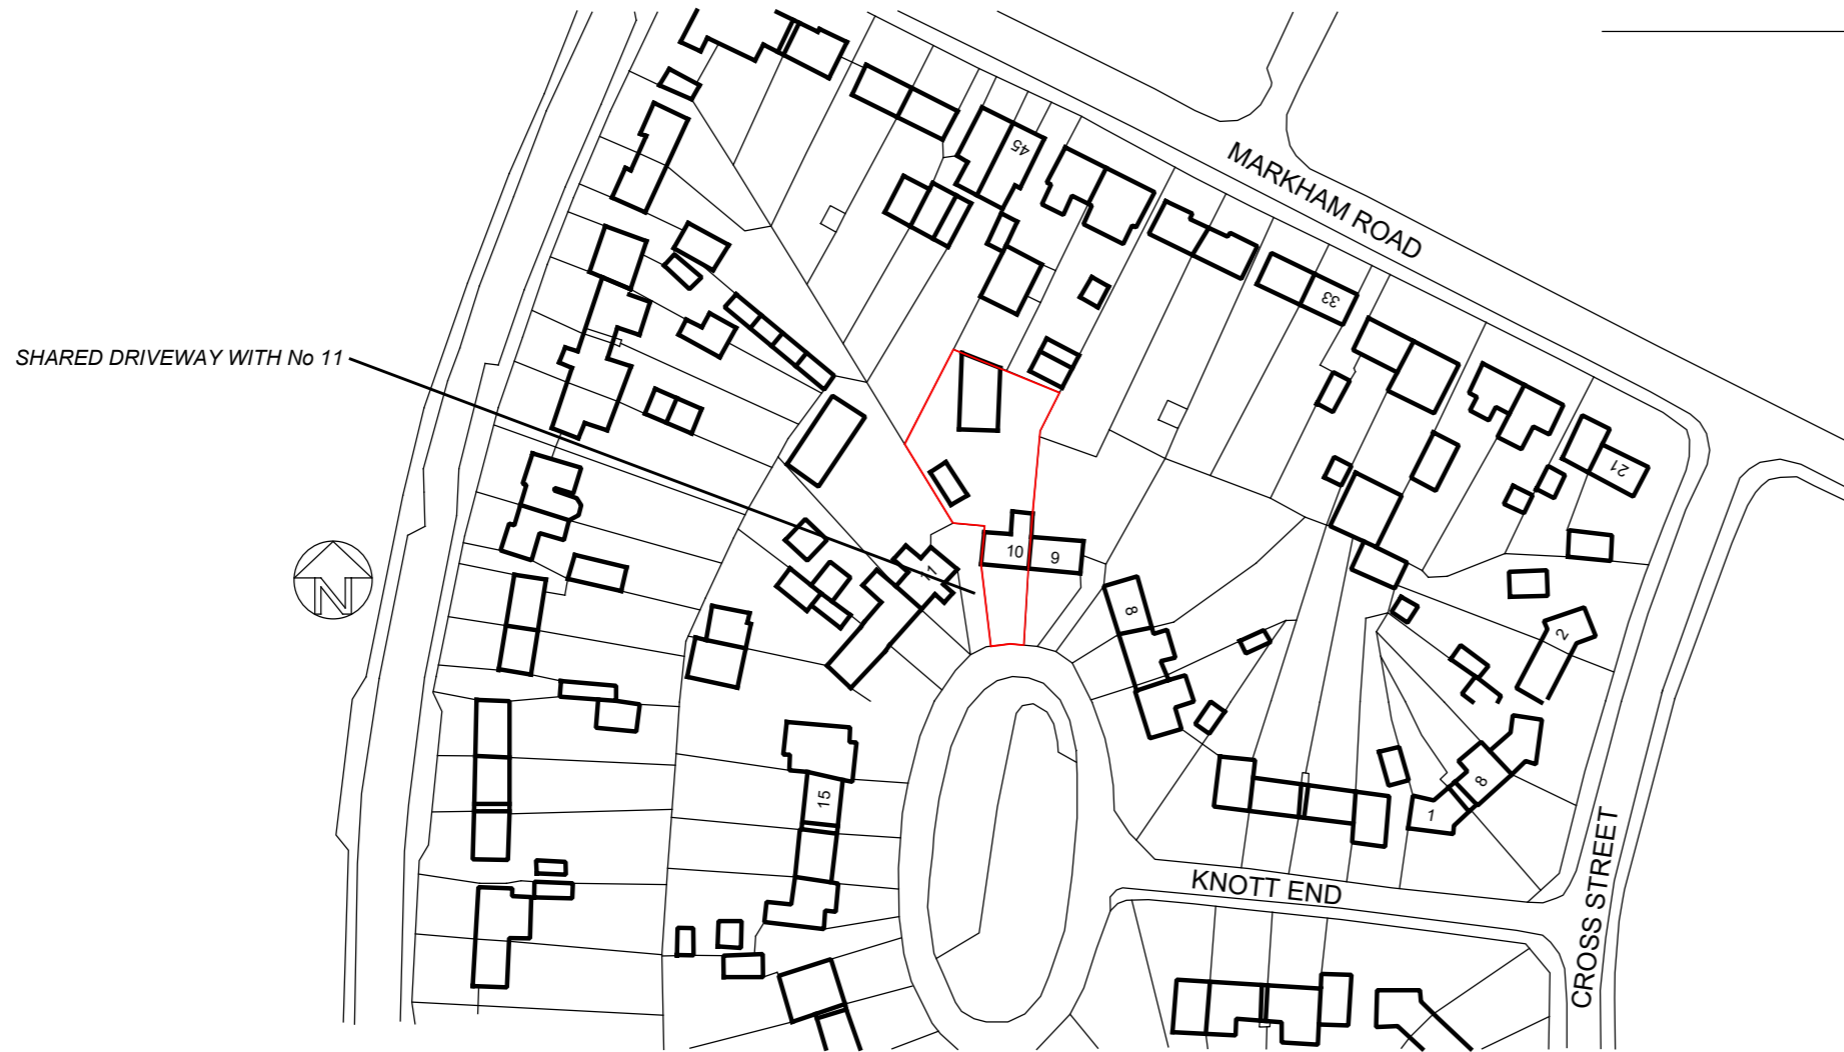 MARKHAM ROAD
45
33
SHARED DRIVEWAY WITH No 11
21
10
9
11
8
2
15
8
1
KNOTT END
CROSS STREET
N